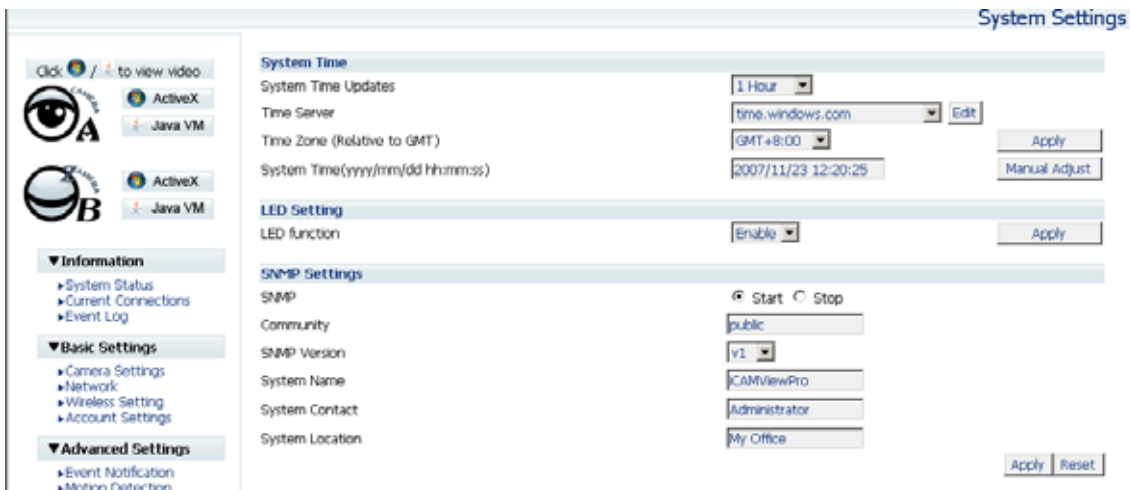 System Settings
Click / to view video
CAMERA
A
ActiveX
Java VM
CAMERA
B
ActiveX
Java VM
▼Information
▸System Status
▸Current Connections
▸Event Log
▼Basic Settings
▸Camera Settings
▸Network
▸Wireless Setting
▸Account Settings
▼Advanced Settings
▸Event Notification
▸Motion Detection
System Time
System Time Updates 1 Hour
Time Server time.windows.com Edit
Time Zone (Relative to GMT) GMT+8:00 Apply
System Time(yyyy/mm/dd hh:mm:ss) 2007/11/23 12:20:25 Manual Adjust
LED Setting
LED function Enable Apply
SNMP Settings
SNMP Start Stop
Community public
SNMP Version v1
System Name iCAMViewPro
System Contact Administrator
System Location My Office
Apply Reset